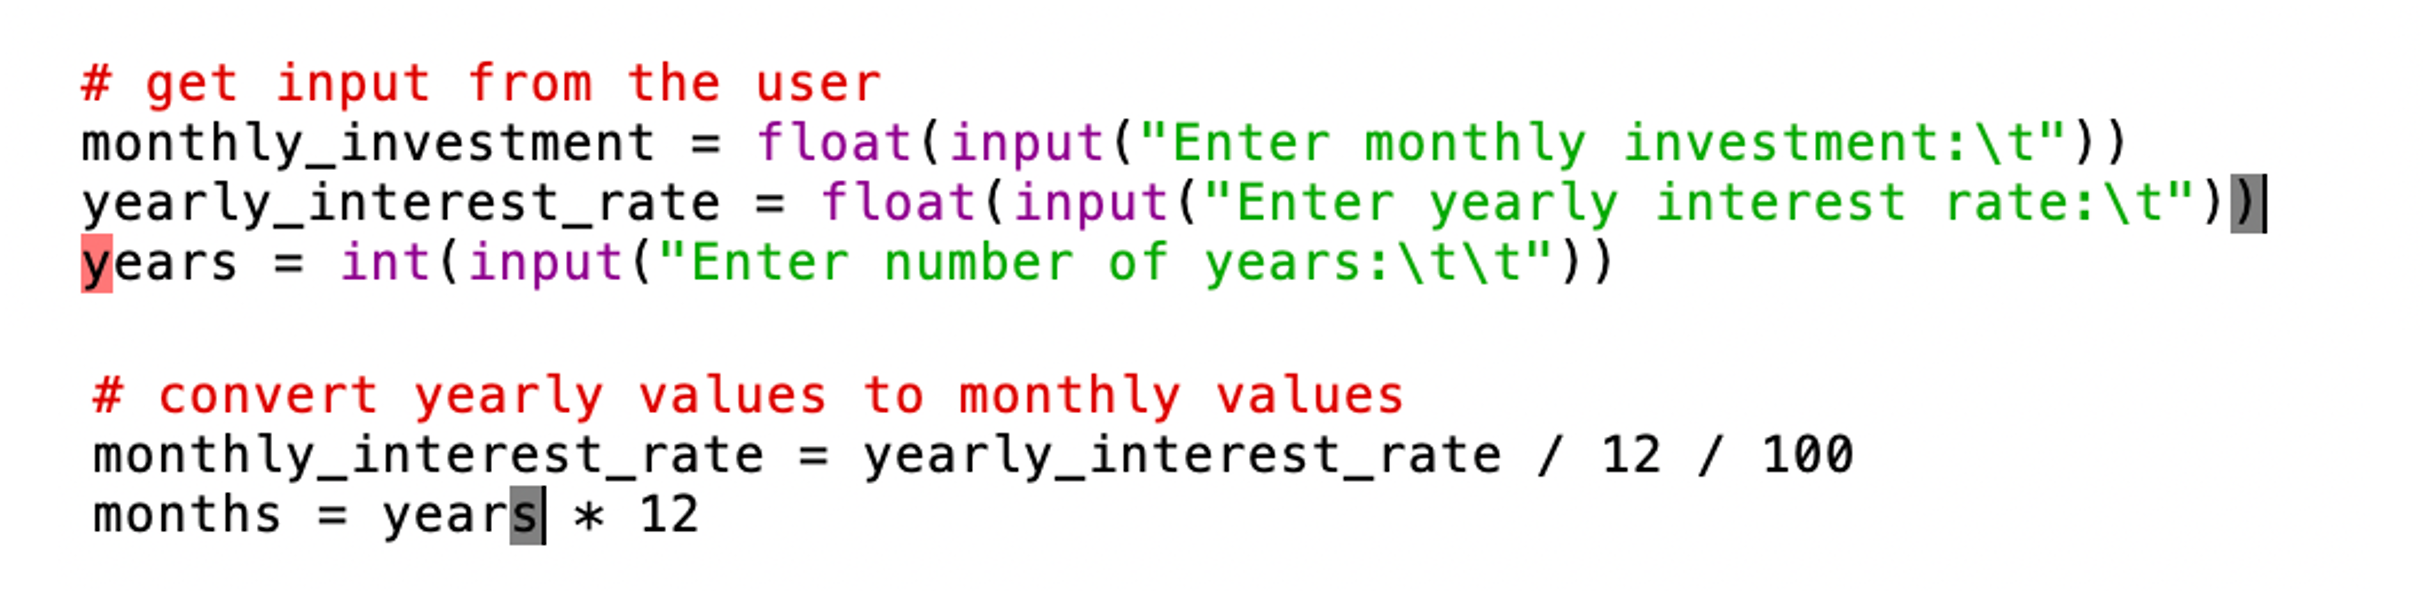 # get input from the user
monthly_investment = float(input("Enter monthly investment:\t"))
yearly_interest_rate = float(input("Enter yearly interest rate:\t"))
years = int(input("Enter number of years:\t\t"))
# convert yearly values to monthly values
monthly_interest_rate = yearly_interest_rate / 12 / 100
months = years * 12